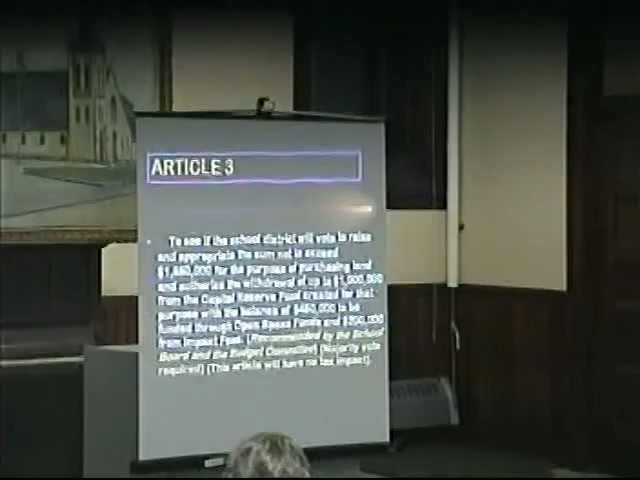 ARTICLE 3
To see if the school district will vote to raise
and appropriate the sum not to exceed
for the purpose of purchasing land
and authorize the withdrawal of up to $1,000,000
from the Capital Reserve Fund created for that
purpose with the balance of $450,000 to be
funded through Open Space Funds and $200,000
from Impact Fees. (Recommended by the School
Board and the Budget Committee) (Majority vote
required) (This article will have no tax impact).